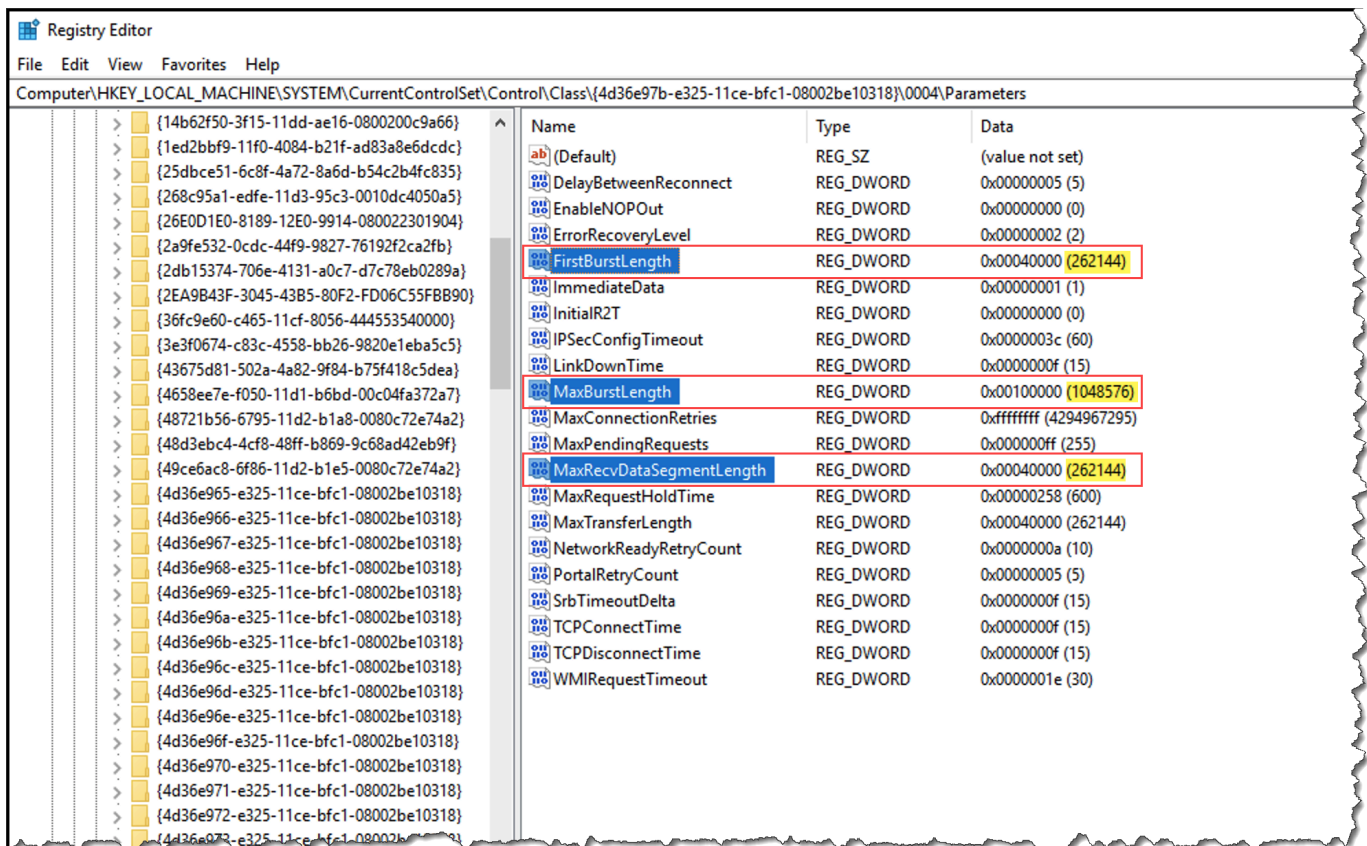 Registry Editor
File Edit View Favorites Help
Computer\HKEY_LOCAL_MACHINE\SYSTEM\CurrentControlSet\Control\Class\{4d36e97b-e325-11ce-bfc1-08002be10318}\0004\Parameters
{14b62f50-3f15-11dd-ae16-0800200c9a66}
{1ed2bbf9-11f0-4084-b21f-ad83a8e6dcdc}
{25dbce51-6c8f-4a72-8a6d-b54c2b4fc835}
{268c95a1-edfe-11d3-95c3-0010dc4050a5}
{26E0D1E0-8189-12E0-9914-080022301904}
{2a9fe532-0cdc-44f9-9827-76192f2ca2fb}
{2db15374-706e-4131-a0c7-d7c78eb0289a}
{2EA9B43F-3045-43B5-80F2-FD06C55FBB90}
{36fc9e60-c465-11cf-8056-444553540000}
{3e3f0674-c83c-4558-bb26-9820e1eba5c5}
{43675d81-502a-4a82-9f84-b75f418c5dea}
{4658ee7e-f050-11d1-b6bd-00c04fa372a7}
{48721b56-6795-11d2-b1a8-0080c72e74a2}
{48d3ebc4-4cf8-48ff-b869-9c68ad42eb9f}
{49ce6ac8-6f86-11d2-b1e5-0080c72e74a2}
{4d36e965-e325-11ce-bfc1-08002be10318}
{4d36e966-e325-11ce-bfc1-08002be10318}
{4d36e967-e325-11ce-bfc1-08002be10318}
{4d36e968-e325-11ce-bfc1-08002be10318}
{4d36e969-e325-11ce-bfc1-08002be10318}
{4d36e96a-e325-11ce-bfc1-08002be10318}
{4d36e96b-e325-11ce-bfc1-08002be10318}
{4d36e96c-e325-11ce-bfc1-08002be10318}
{4d36e96d-e325-11ce-bfc1-08002be10318}
{4d36e96e-e325-11ce-bfc1-08002be10318}
{4d36e96f-e325-11ce-bfc1-08002be10318}
{4d36e970-e325-11ce-bfc1-08002be10318}
{4d36e971-e325-11ce-bfc1-08002be10318}
{4d36e972-e325-11ce-bfc1-08002be10318}
Name Type Data
(Default) REG_SZ (value not set)
DelayBetweenReconnect REG_DWORD 0x00000005 (5)
EnableNOPOut REG_DWORD 0x00000000 (0)
ErrorRecoveryLevel REG_DWORD 0x00000002 (2)
FirstBurstLength REG_DWORD 0x00040000 (262144)
ImmediateData REG_DWORD 0x00000001 (1)
InitialR2T REG_DWORD 0x00000000 (0)
IPSecConfigTimeout REG_DWORD 0x0000003c (60)
LinkDownTime REG_DWORD 0x0000000f (15)
MaxBurstLength REG_DWORD 0x00100000 (1048576)
MaxConnectionRetries REG_DWORD 0xffffffff (4294967295)
MaxPendingRequests REG_DWORD 0x000000ff (255)
MaxRecvDataSegmentLength REG_DWORD 0x00040000 (262144)
MaxRequestHoldTime REG_DWORD 0x00000258 (600)
MaxTransferLength REG_DWORD 0x00040000 (262144)
NetworkReadyRetryCount REG_DWORD 0x0000000a (10)
PortalRetryCount REG_DWORD 0x00000005 (5)
SrbTimeoutDelta REG_DWORD 0x0000000f (15)
TCPConnectTime REG_DWORD 0x0000000f (15)
TCPDisconnectTime REG_DWORD 0x0000000f (15)
WMIRequestTimeout REG_DWORD 0x0000001e (30)